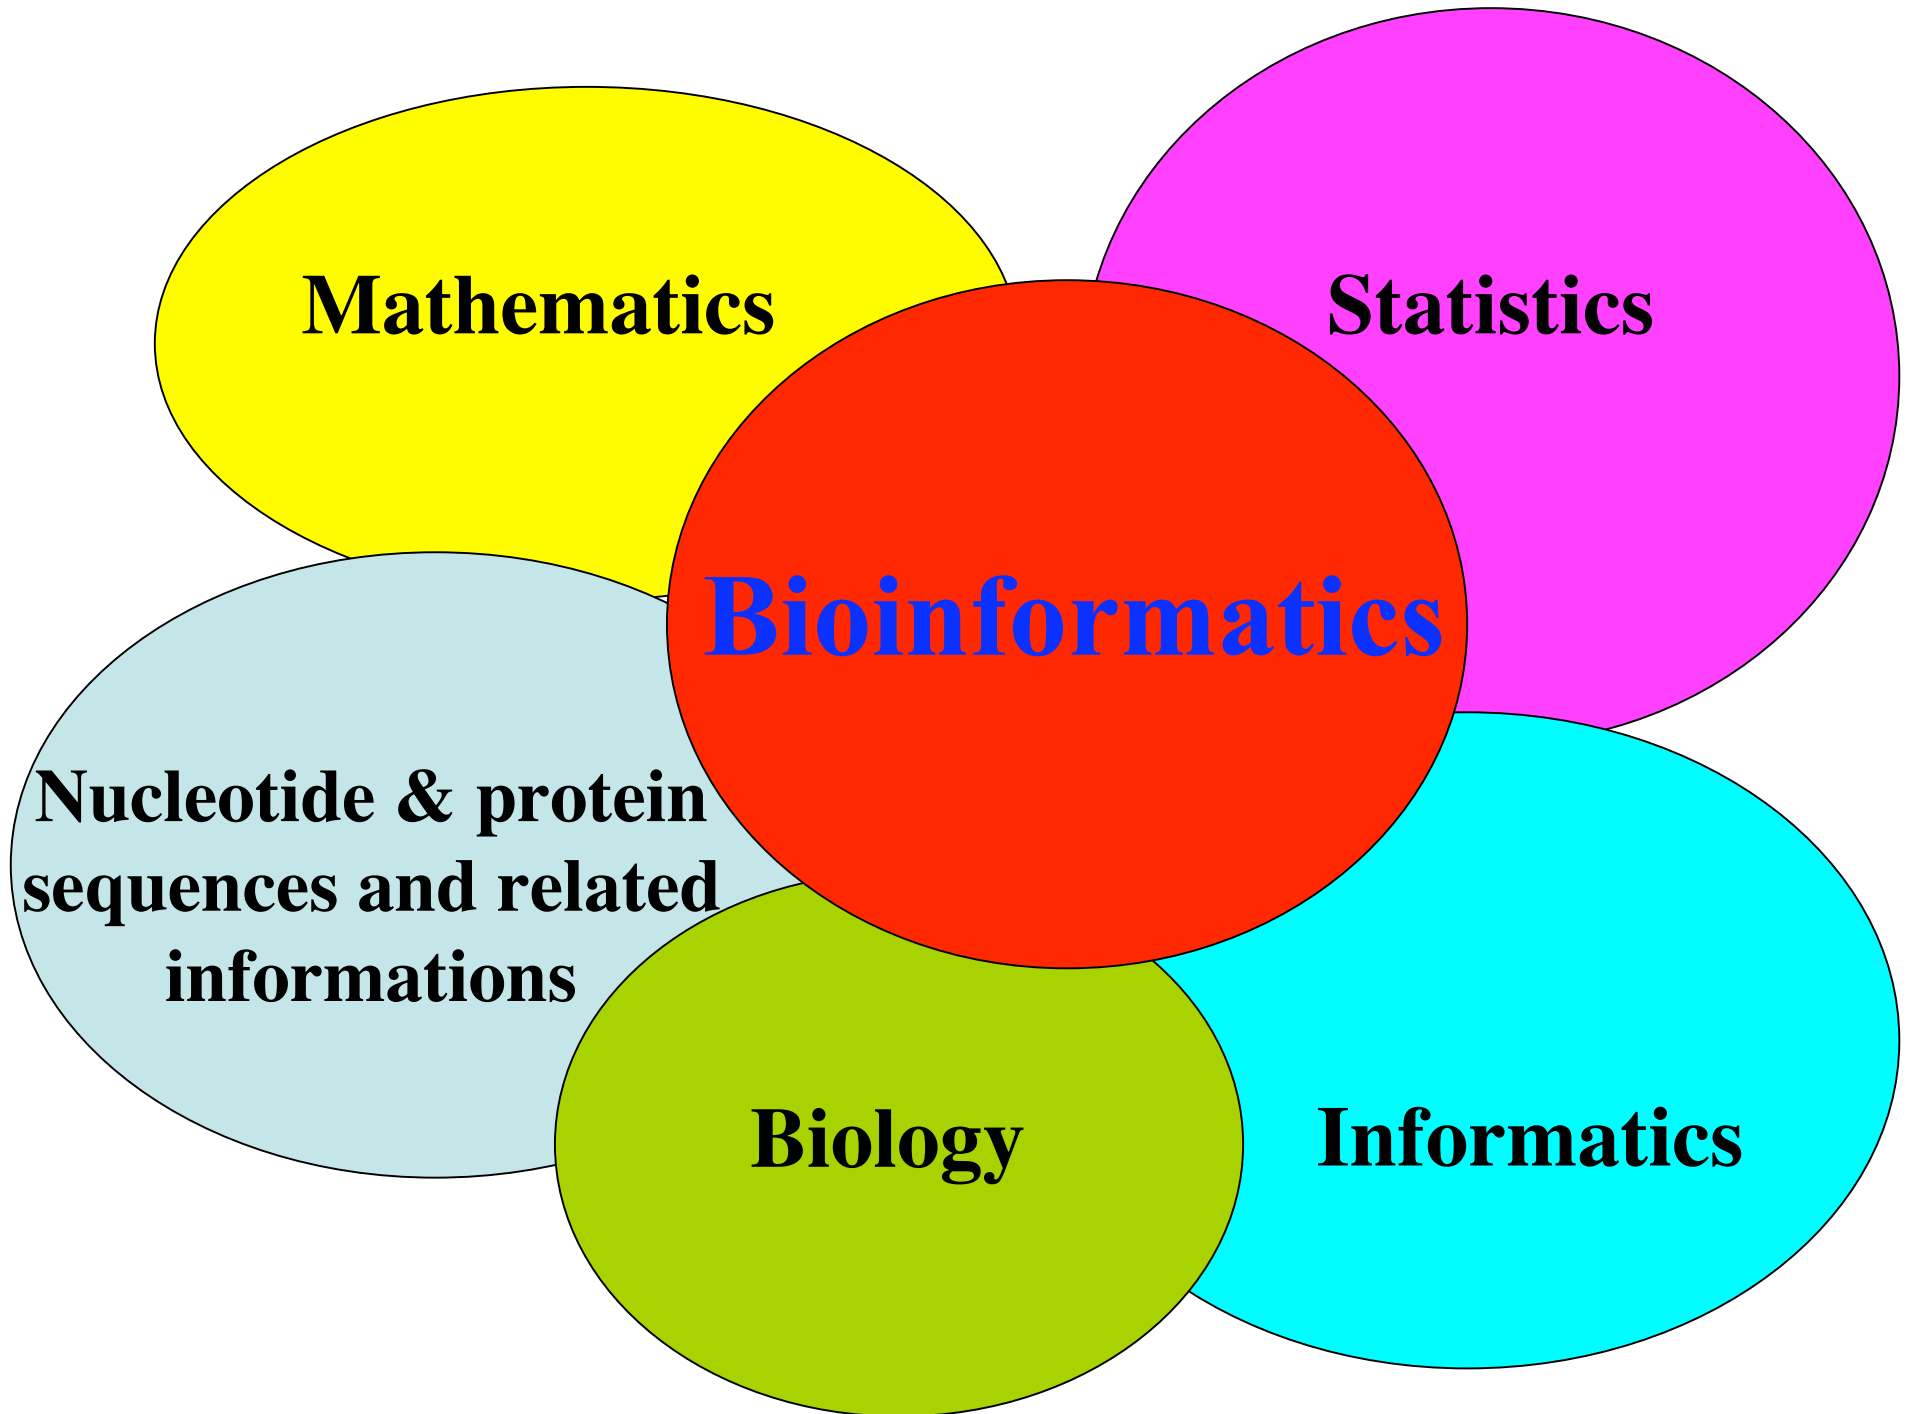 Mathematics
Statistics
Bioinformatics
Nucleotide & protein
sequences and related
informations
Biology
Informatics